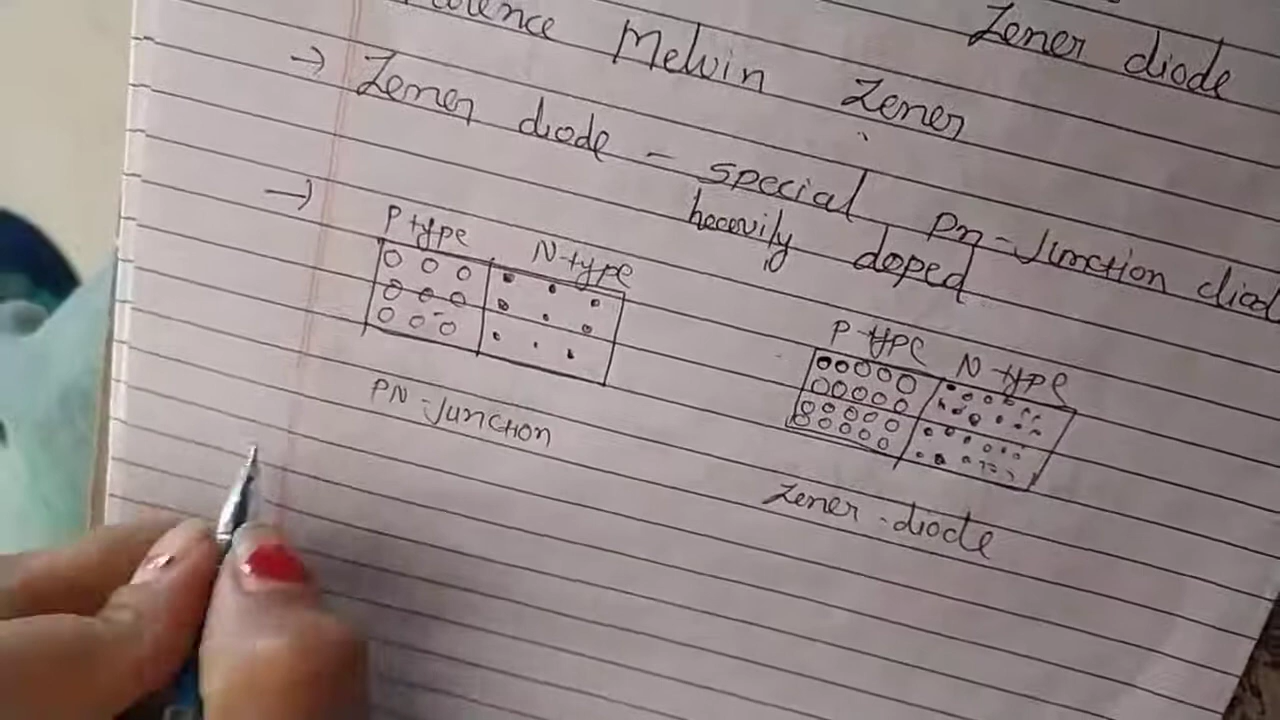 Zener diode
Melvin Zener
→ Zener diode - special Pn-Junction diod
heavily doped
→
P type N-type
PN-Junction
P-type N-type
Zener-diode